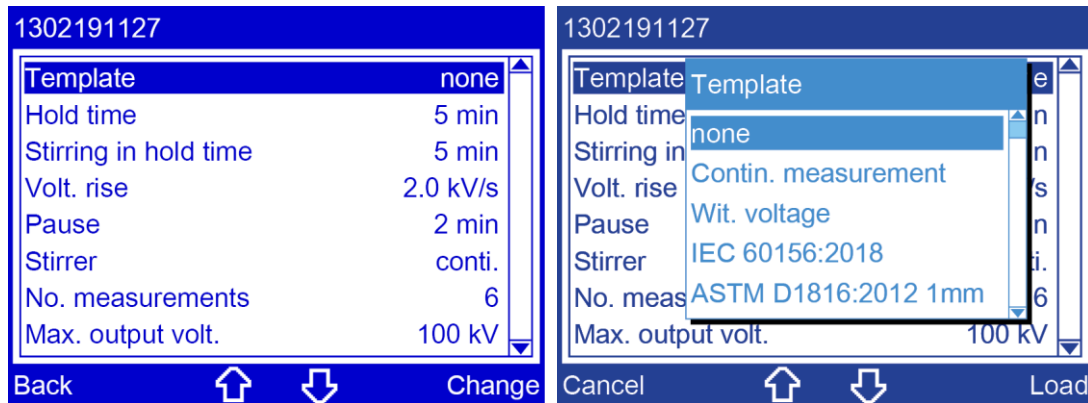 1302191127
Template none
Hold time 5 min
Stirring in hold time 5 min
Volt. rise 2.0 kV/s
Pause 2 min
Stirrer conti.
No. measurements 6
Max. output volt. 100 kV
Back Change
1302191127
Template e
Template
Hold time n
none
Stirring in n
Contin. measurement
Volt. rise /s
Wit. voltage
Pause n
IEC 60156:2018
Stirrer ti.
ASTM D1816:2012 1mm
No. meas 6
Max. output volt. 100 kV
Cancel Load